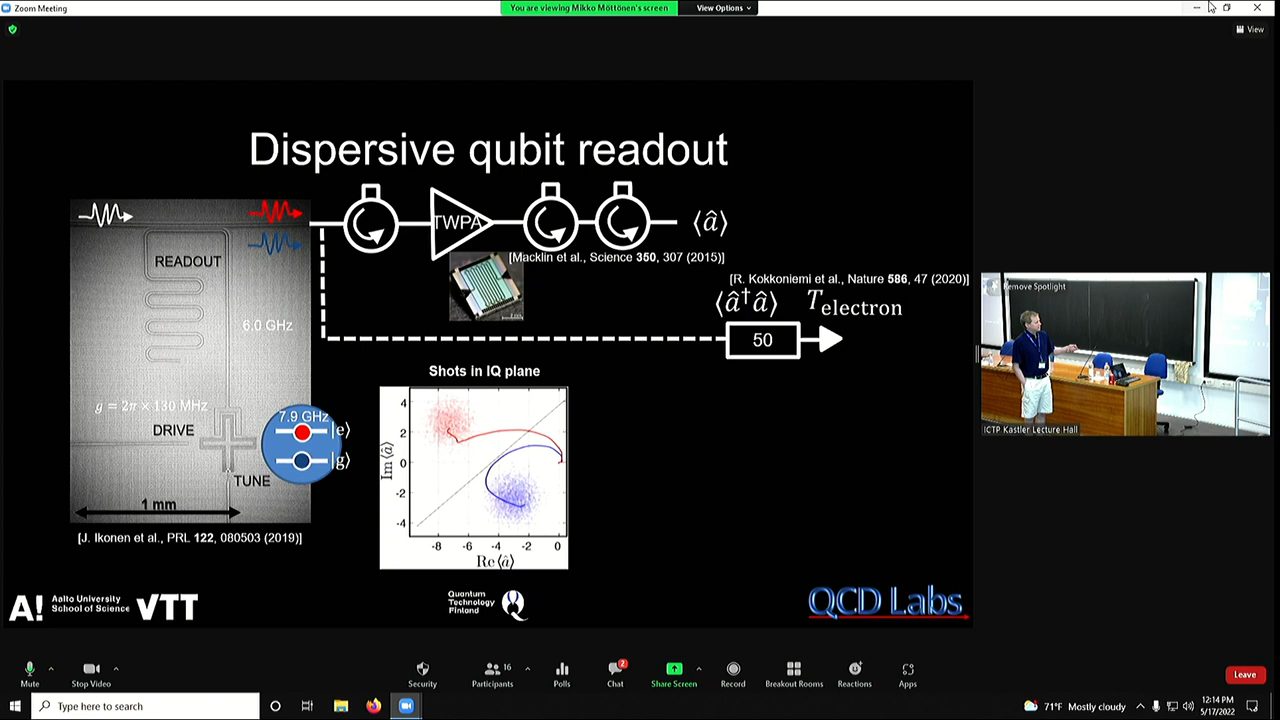 Zoom Meeting
You are viewing Mikko Möttönen's screen
View Options
View
Dispersive qubit readout
TWPA
⟨â⟩
[Macklin et al., Science 350, 307 (2015)]
READOUT
6.0 GHz
[R. Kokkoniemi et al., Nature 586, 47 (2020)]
⟨â†â⟩ Telectron
50
Remove Spotlight
ICTP Kastler Lecture Hall
Shots in IQ plane
g = 2π × 130 MHz
7.9 GHz
DRIVE
|e⟩
|g⟩
TUNE
1 mm
4
2
0
-2
-4
Im⟨â⟩
-8 -6 -4 -2 0
Re⟨â⟩
[J. Ikonen et al., PRL 122, 080503 (2019)]
A! Aalto University
School of Science
VTT
Quantum
Technology
Finland
QCD Labs
Mute
Stop Video
Security
Participants 16
Polls
Chat 2
Share Screen
Record
Breakout Rooms
Reactions
Apps
Leave
Type here to search
71°F Mostly cloudy
12:14 PM
5/17/2022